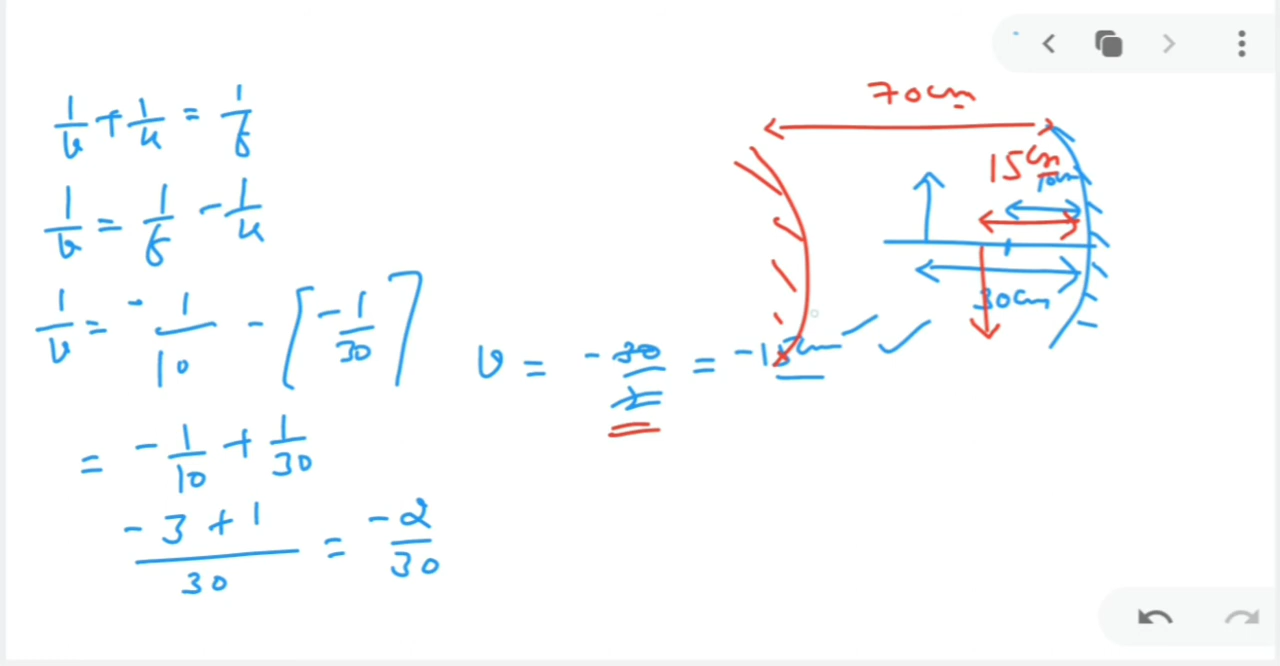 1/v + 1/u = 1/f
1/v = 1/f - 1/u
1/v = - 1/10 - [ - 1/30 ]
= - 1/10 + 1/30
- 3 + 1 / 30 = - 2 / 30
v = - 30 / 2 = - 15cm
70cm
15cm
10cm
30cm